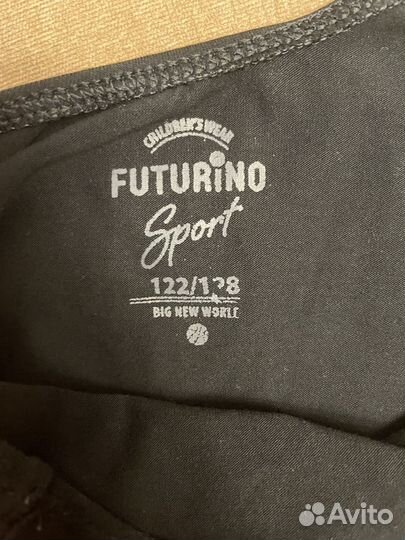 CHILDREN'S WEAR
FUTURiNO
Sport
122/128
BIG NEW WORLD
Avito